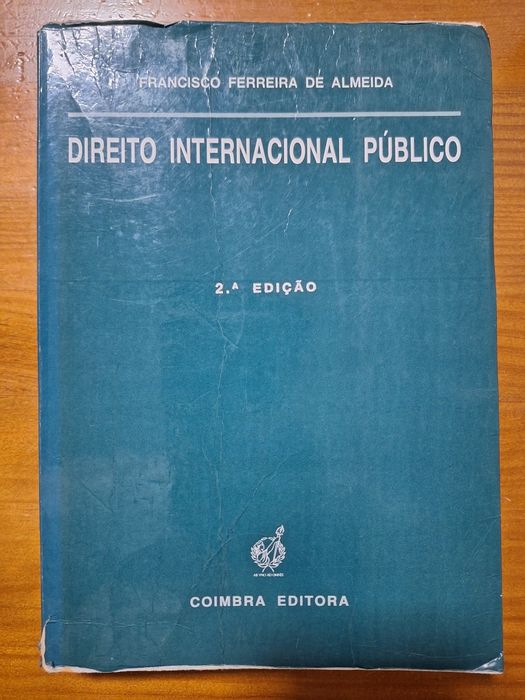 FRANCISCO FERREIRA DE ALMEIDA
DIREITO INTERNACIONAL PÚBLICO
2.ª EDIÇÃO
COIMBRA EDITORA